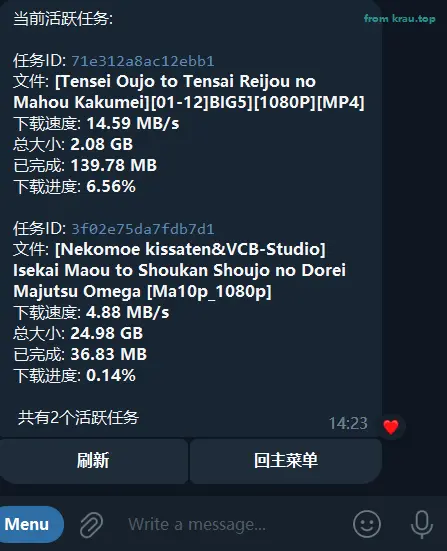 当前活跃任务:
from krau.top
任务ID: 71e312a8ac12ebb1
文件: [Tensei Oujo to Tensai Reijou no
Mahou Kakumei][01-12]BIG5][1080P][MP4]
下载速度: 14.59 MB/s
总大小: 2.08 GB
已完成: 139.78 MB
下载进度: 6.56%
任务ID: 3f02e75da7fdb7d1
文件: [Nekomoe kissaten&VCB-Studio]
Isekai Maou to Shoukan Shoujo no Dorei
Majutsu Omega [Ma10p_1080p]
下载速度: 4.88 MB/s
总大小: 24.98 GB
已完成: 36.83 MB
下载进度: 0.14%
共有2个活跃任务
14:23
刷新
回主菜单
Menu
Write a message...